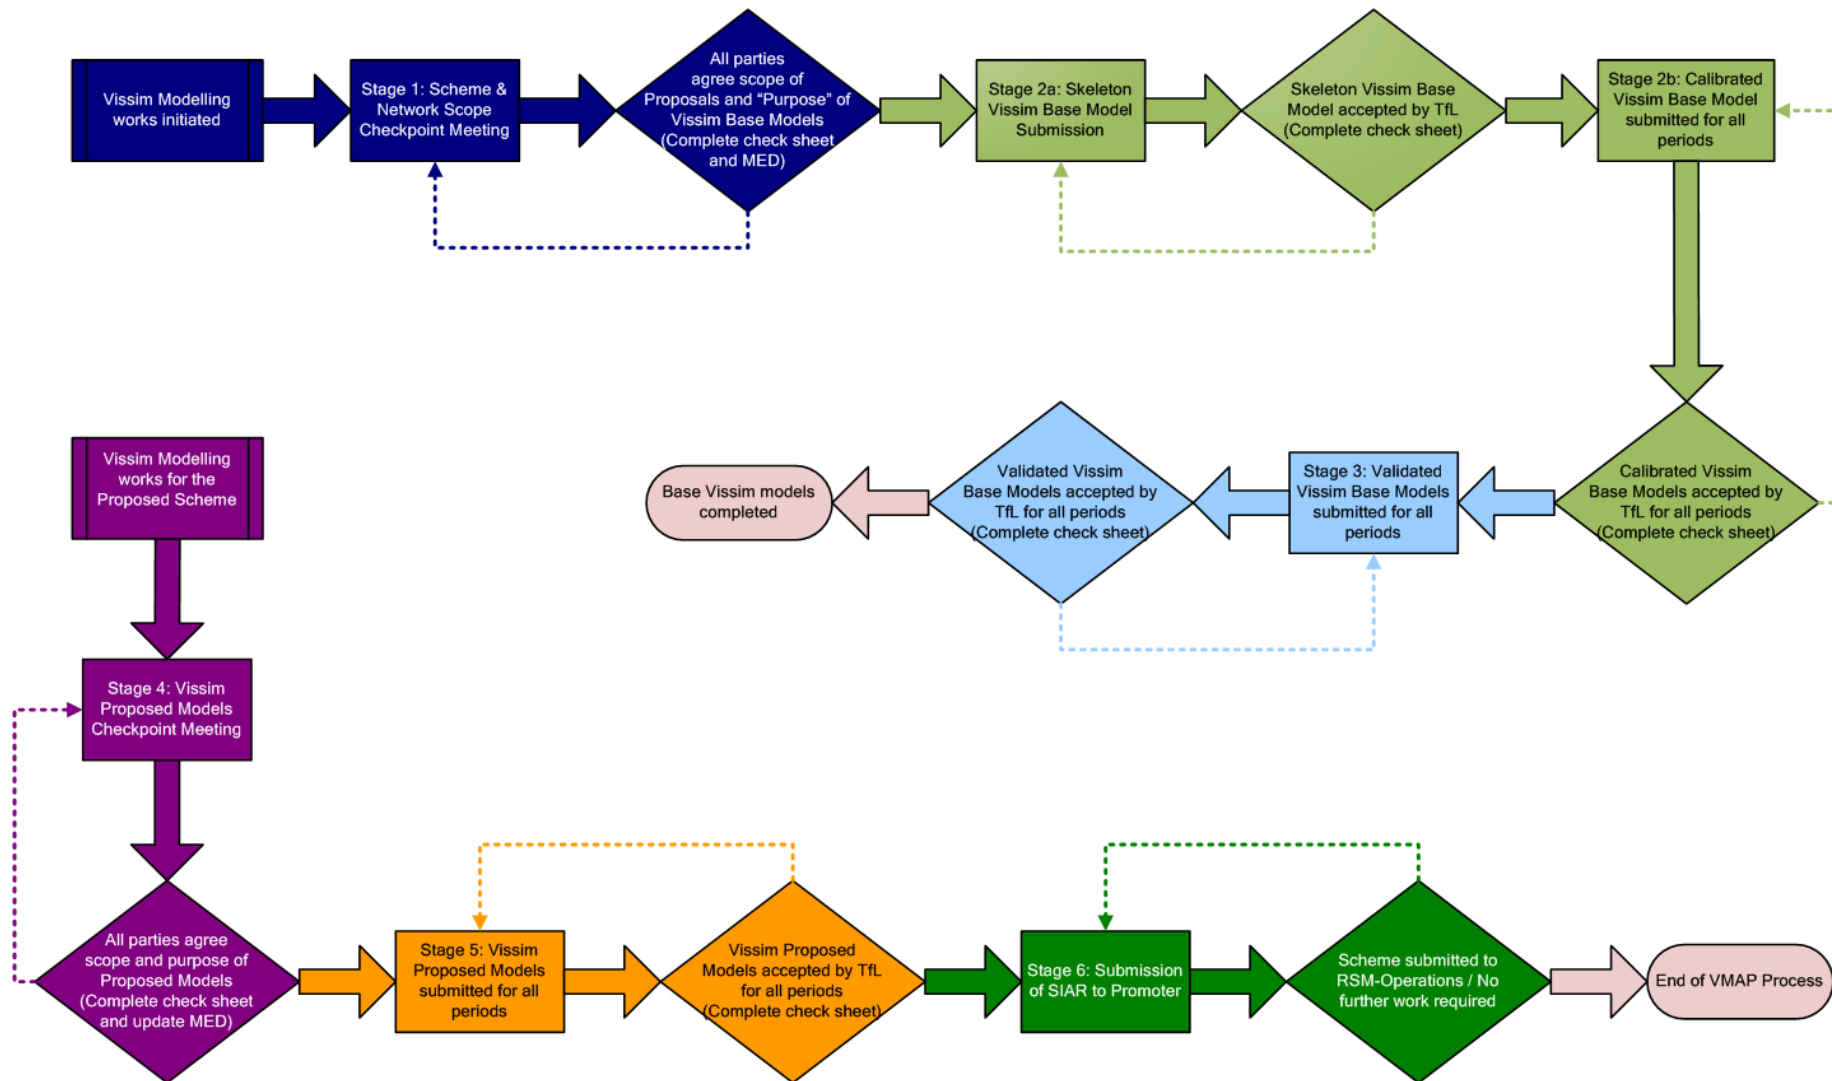 Vissim Modelling
works initiated
Stage 1: Scheme &
Network Scope
Checkpoint Meeting
All parties
agree scope of
Proposals and “Purpose” of
Vissim Base Models
(Complete check sheet
and MED)
Stage 2a: Skeleton
Vissim Base Model
Submission
Skeleton Vissim Base
Model accepted by TfL
(Complete check sheet)
Stage 2b: Calibrated
Vissim Base Model
submitted for all
periods
Calibrated Vissim
Base Models accepted by
TfL for all periods
(Complete check sheet)
Stage 3: Validated
Vissim Base Models
submitted for all
periods
Validated Vissim
Base Models accepted by
TfL for all periods
(Complete check sheet)
Base Vissim models
completed
Vissim Modelling
works for the
Proposed Scheme
Stage 4: Vissim
Proposed Models
Checkpoint Meeting
All parties agree
scope and purpose of
Proposed Models
(Complete check sheet
and update MED)
Stage 5: Vissim
Proposed Models
submitted for all
periods
Vissim Proposed
Models accepted by TfL
for all periods
(Complete check sheet)
Stage 6: Submission
of SIAR to Promoter
Scheme submitted to
RSM-Operations / No
further work required
End of VMAP Process